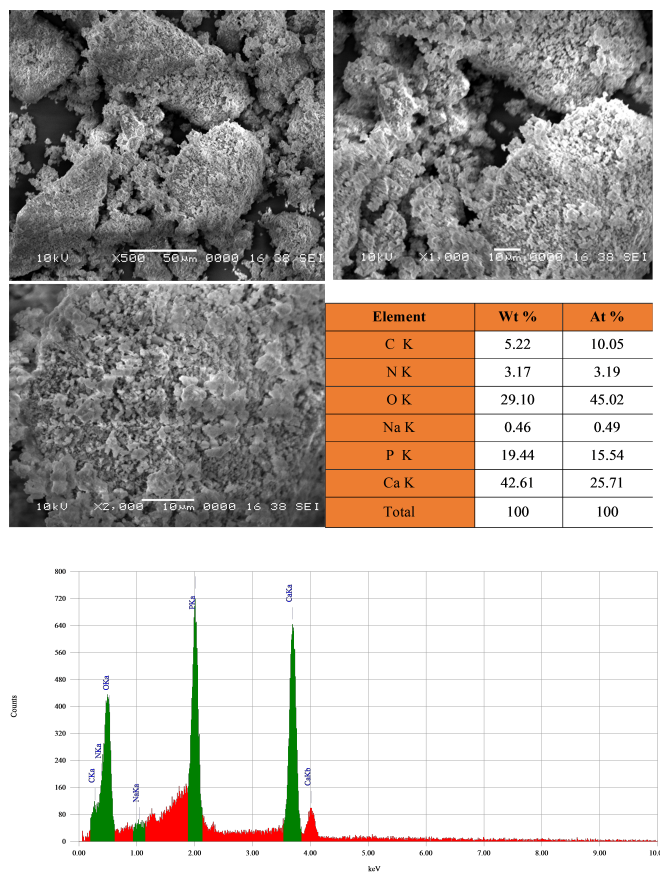 10kV X500 50µm 0000 16 38 SEI
10kV X1,000 10µm 0000 16 38 SEI
10kV X2,000 10µm 0000 16 38 SEI
Element Wt % At %
C K 5.22 10.05
N K 3.17 3.19
O K 29.10 45.02
Na K 0.46 0.49
P K 19.44 15.54
Ca K 42.61 25.71
Total 100 100
800
720
640
560
480
400
320
240
160
80
0
Counts
CKa
NKa
OKa
NaKa
PKa
CaKa
CaKb
0.00 1.00 2.00 3.00 4.00 5.00 6.00 7.00 8.00 9.00 10.0
keV